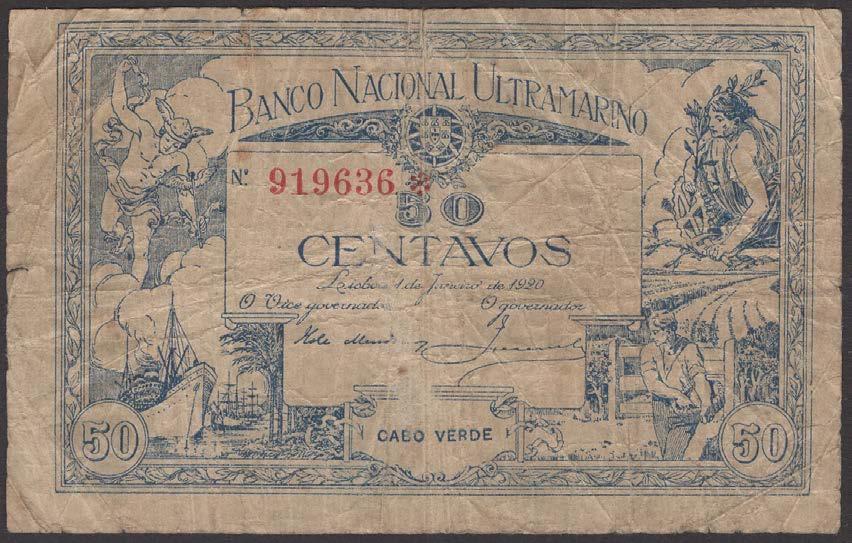 BANCO NACIONAL ULTRAMARINO
Nº 919636 *
50
CENTAVOS
Lisboa 1 de Janeiro de 1920
O Vice governador O governador
50 CABO VERDE 50